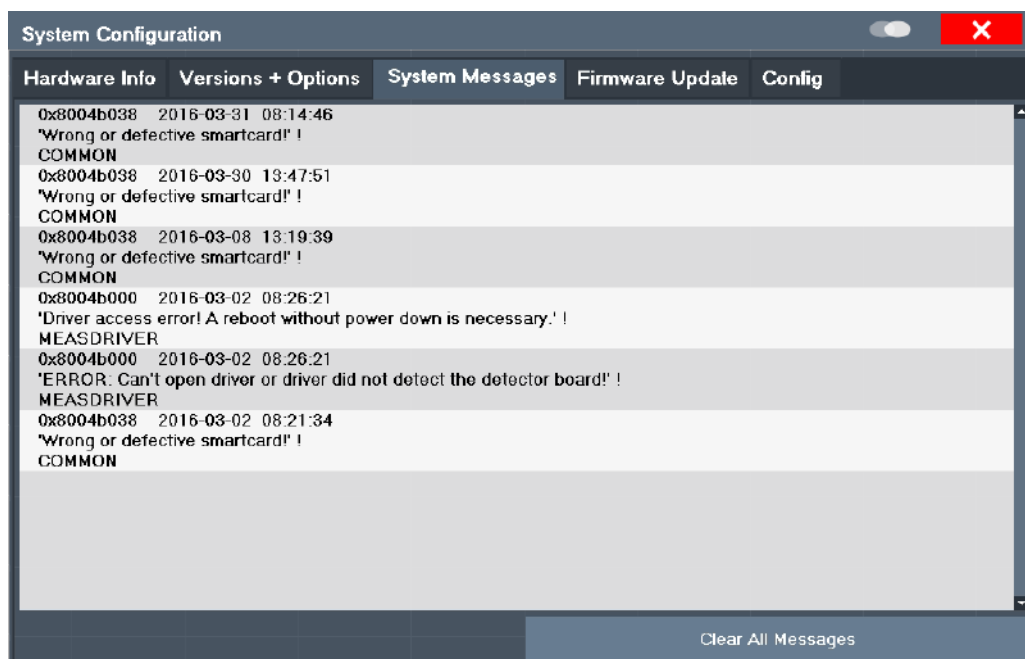 System Configuration
Hardware Info Versions + Options System Messages Firmware Update Config
0x8004b038 2016-03-31 08:14:46
'Wrong or defective smartcard!' !
COMMON
0x8004b038 2016-03-30 13:47:51
'Wrong or defective smartcard!' !
COMMON
0x8004b038 2016-03-08 13:19:39
'Wrong or defective smartcard!' !
COMMON
0x8004b000 2016-03-02 08:26:21
'Driver access error! A reboot without power down is necessary.' !
MEASDRIVER
0x8004b000 2016-03-02 08:26:21
'ERROR: Can't open driver or driver did not detect the detector board!' !
MEASDRIVER
0x8004b038 2016-03-02 08:21:34
'Wrong or defective smartcard!' !
COMMON
Clear All Messages